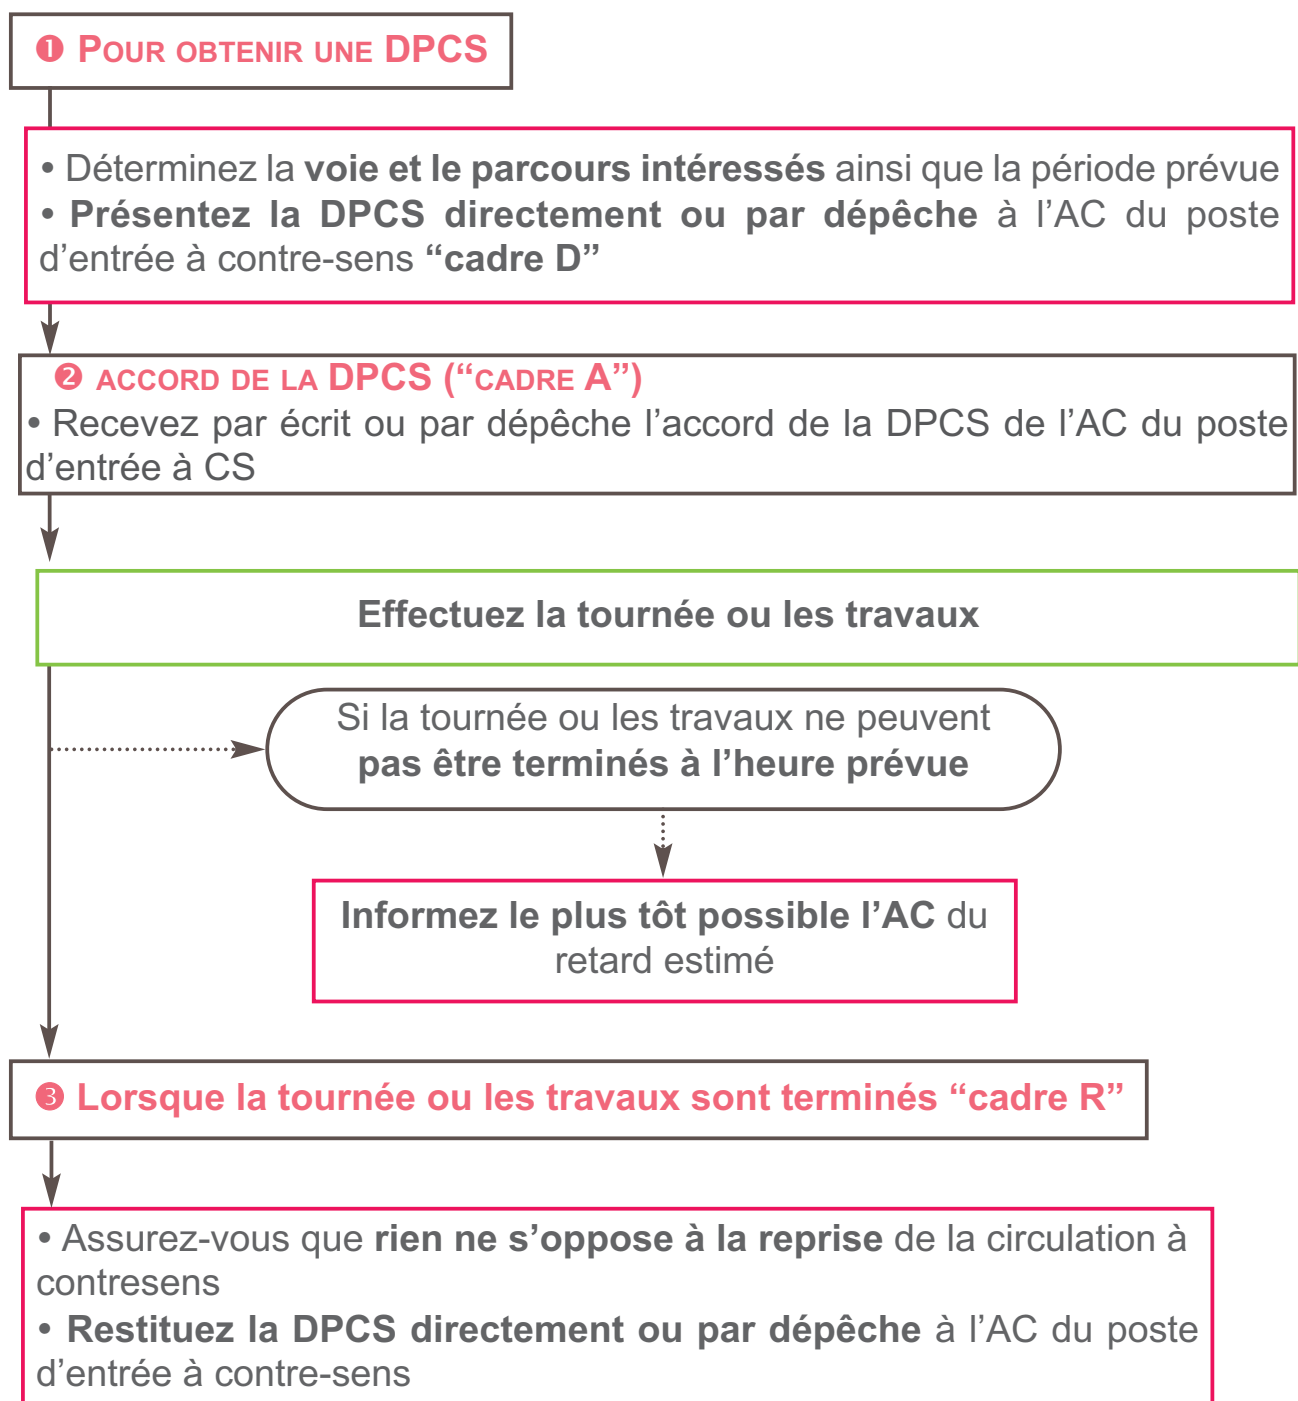 ❶ POUR OBTENIR UNE DPCS
• Déterminez la voie et le parcours intéressés ainsi que la période prévue
• Présentez la DPCS directement ou par dépêche à l’AC du poste
d’entrée à contre-sens “cadre D”
❷ ACCORD DE LA DPCS (“CADRE A”)
• Recevez par écrit ou par dépêche l’accord de la DPCS de l’AC du poste
d’entrée à CS
Effectuez la tournée ou les travaux
Si la tournée ou les travaux ne peuvent
pas être terminés à l’heure prévue
Informez le plus tôt possible l’AC du
retard estimé
❸ Lorsque la tournée ou les travaux sont terminés “cadre R”
• Assurez-vous que rien ne s’oppose à la reprise de la circulation à
contresens
• Restituez la DPCS directement ou par dépêche à l’AC du poste
d’entrée à contre-sens